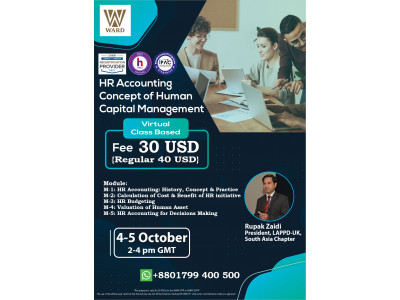 WARD
PROVIDER
IPAC
HR Accounting
Concept of Human
Capital Management
Virtual
Class Based
Fee 30 USD
(Regular 40 USD)
Module:
M-1: HR Accounting: History, Concept & Practice
M-2: Calculation of Cost & Benefit of HR initiative
M-3: HR Budgeting
M-4: Valuation of Human Asset
M-5: HR Accounting for Decisions Making
Rupak Zaidi
President, LAPPD-UK,
South Asia Chapter
4-5 October
2-4 pm GMT
+8801799 400 500